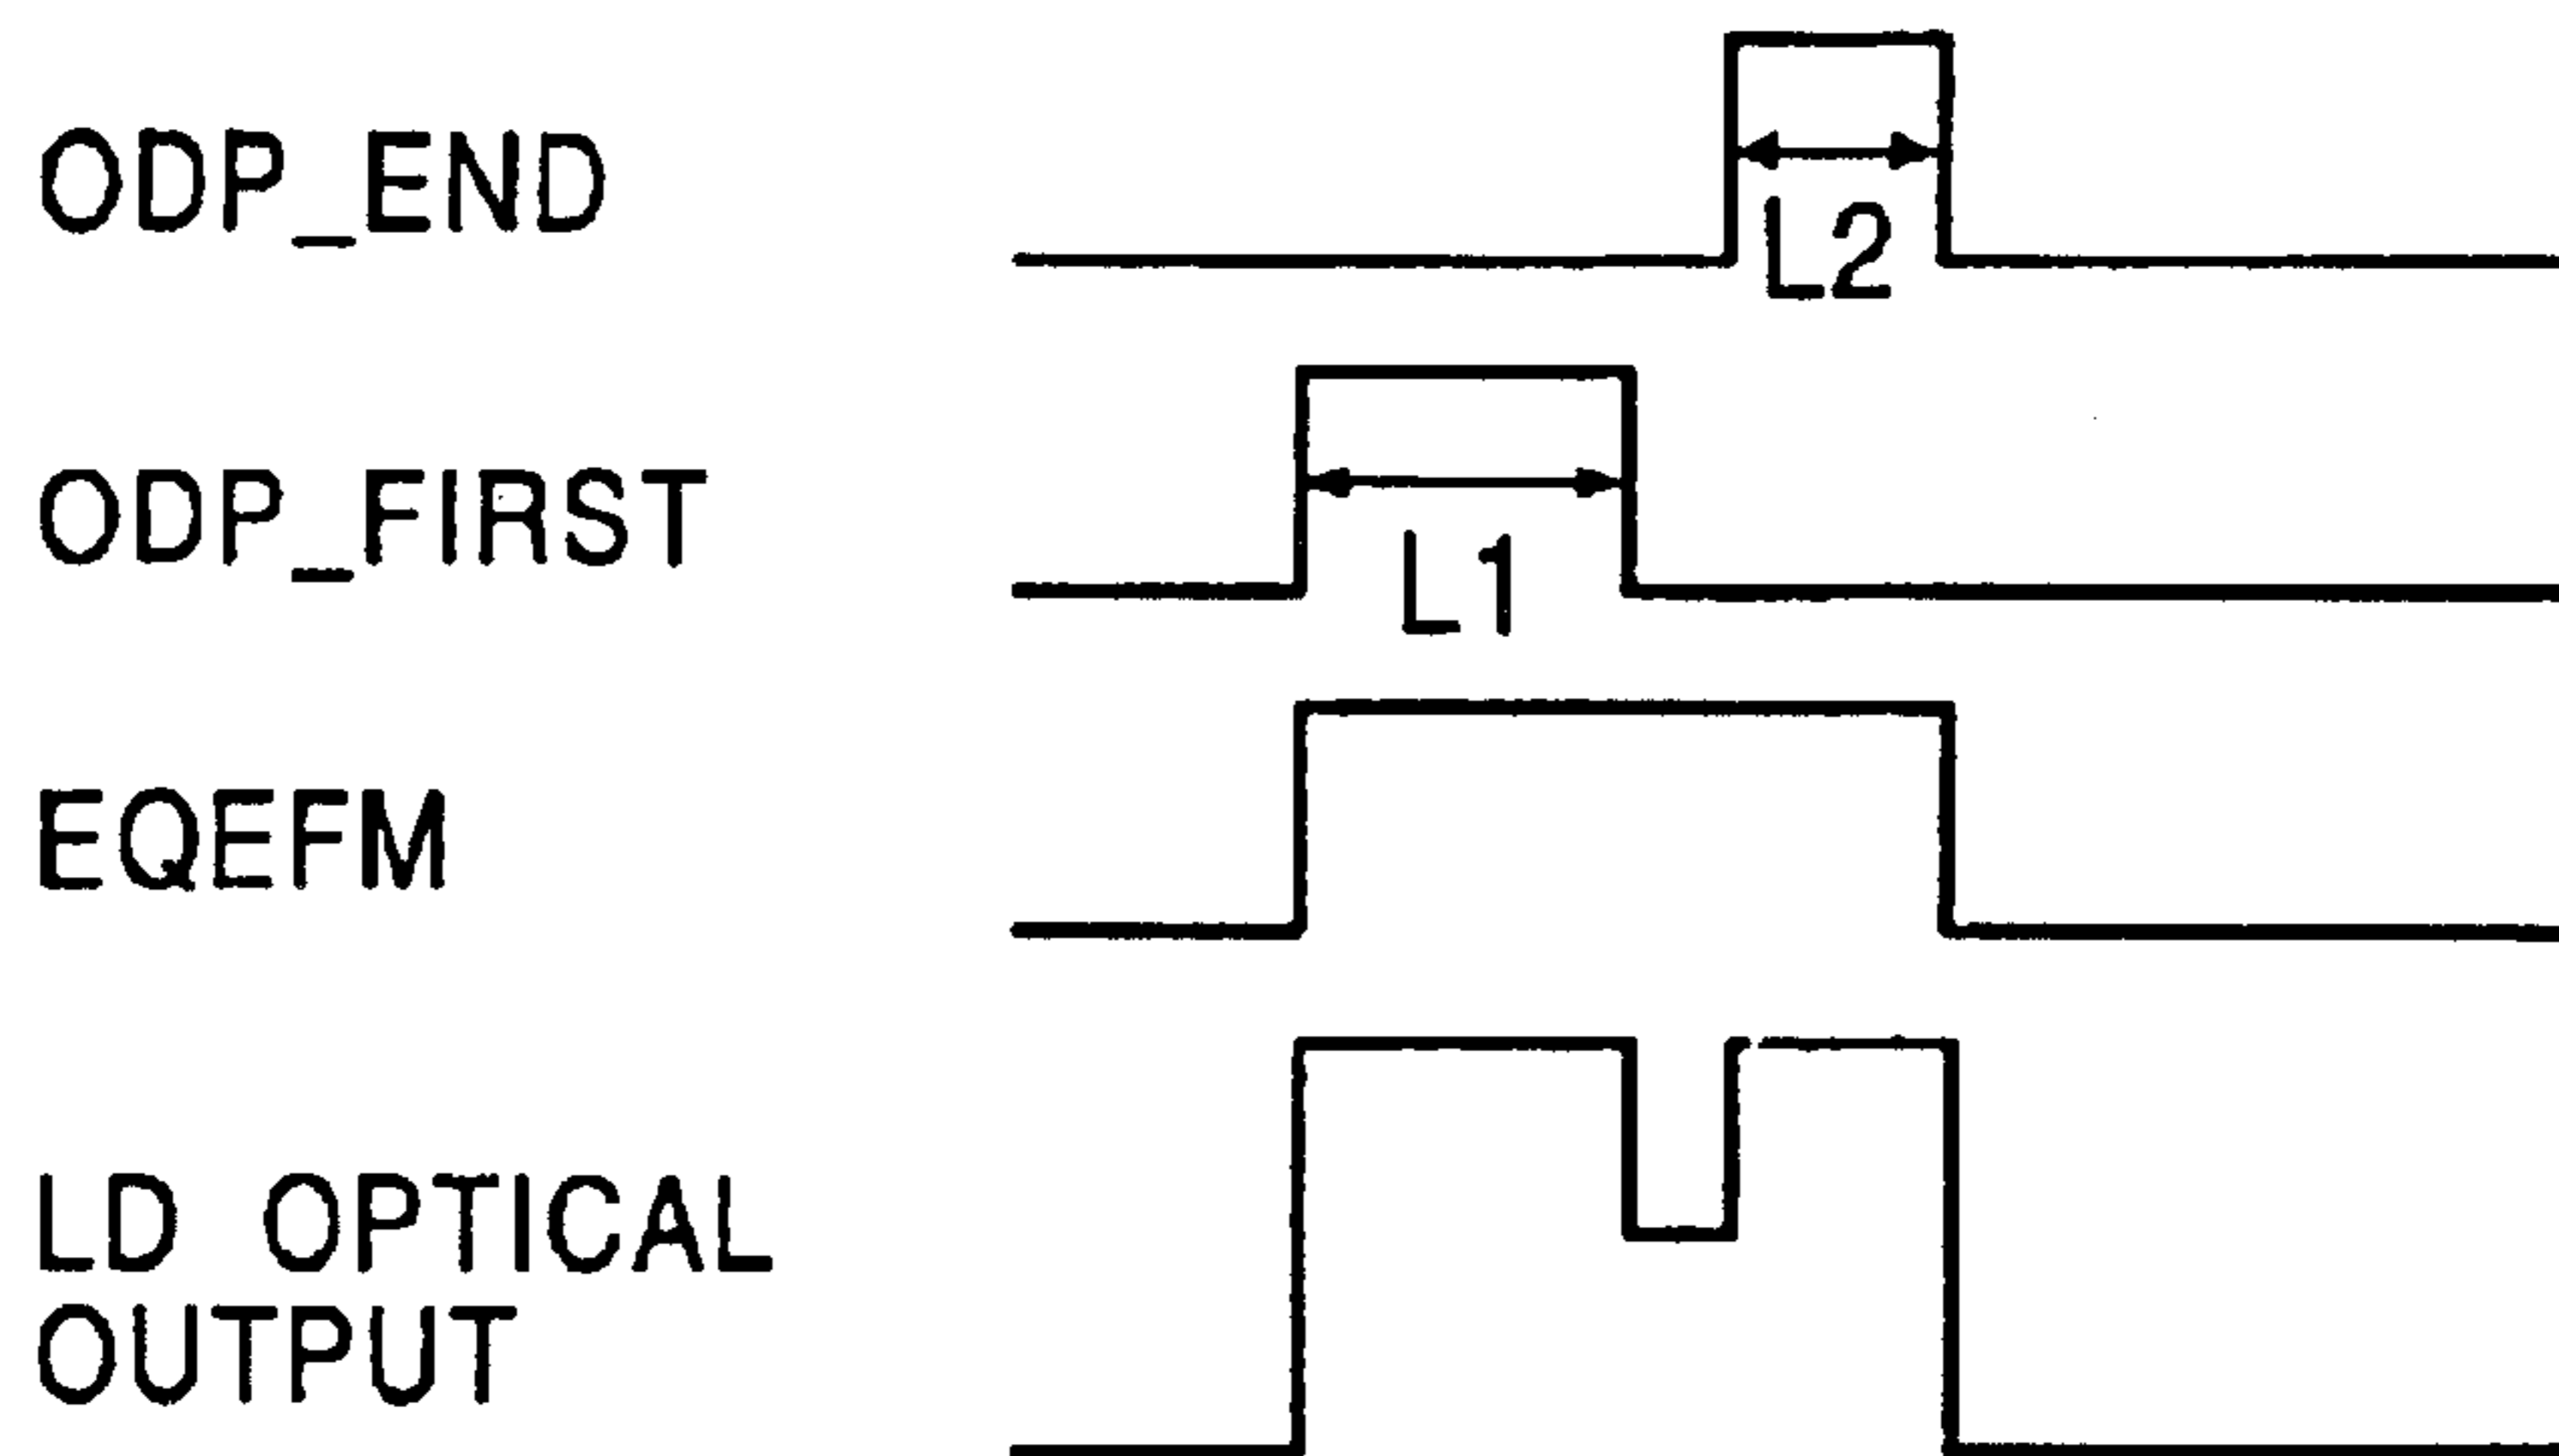 ODP_END
L2
ODP_FIRST
L1
EQEFM
LD OPTICAL
OUTPUT